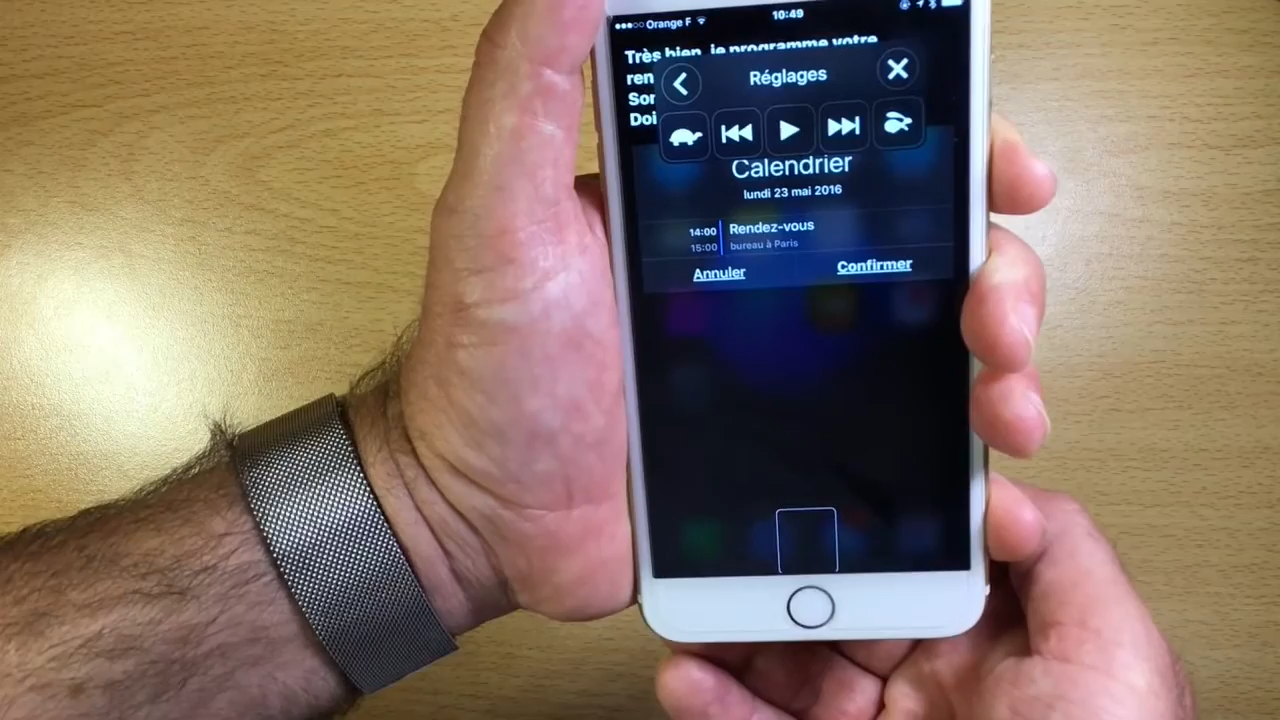 Orange F
10:49
Très bien, je programme votre
ren
Réglages
Son
Doi
Calendrier
lundi 23 mai 2016
14:00 Rendez-vous
15:00 bureau à Paris
Annuler Confirmer